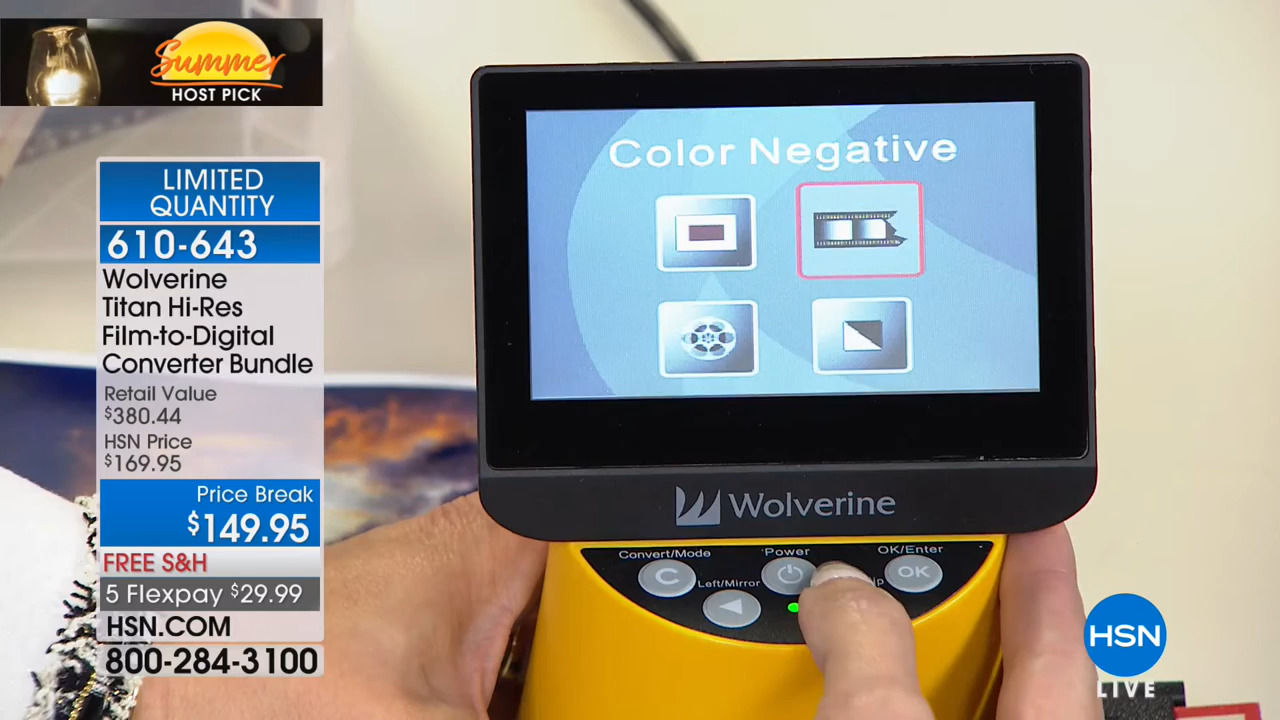 Summer
HOST PICK
LIMITED
QUANTITY
610-643
Wolverine
Titan Hi-Res
Film-to-Digital
Converter Bundle
Retail Value
$380.44
HSN Price
$169.95
Price Break
$149.95
FREE S&H
5 Flexpay $29.99
HSN.COM
800-284-3100
Color Negative
Wolverine
Convert/Mode
Power
OK/Enter
C
OK
Left/Mirror
HSN
LIVE